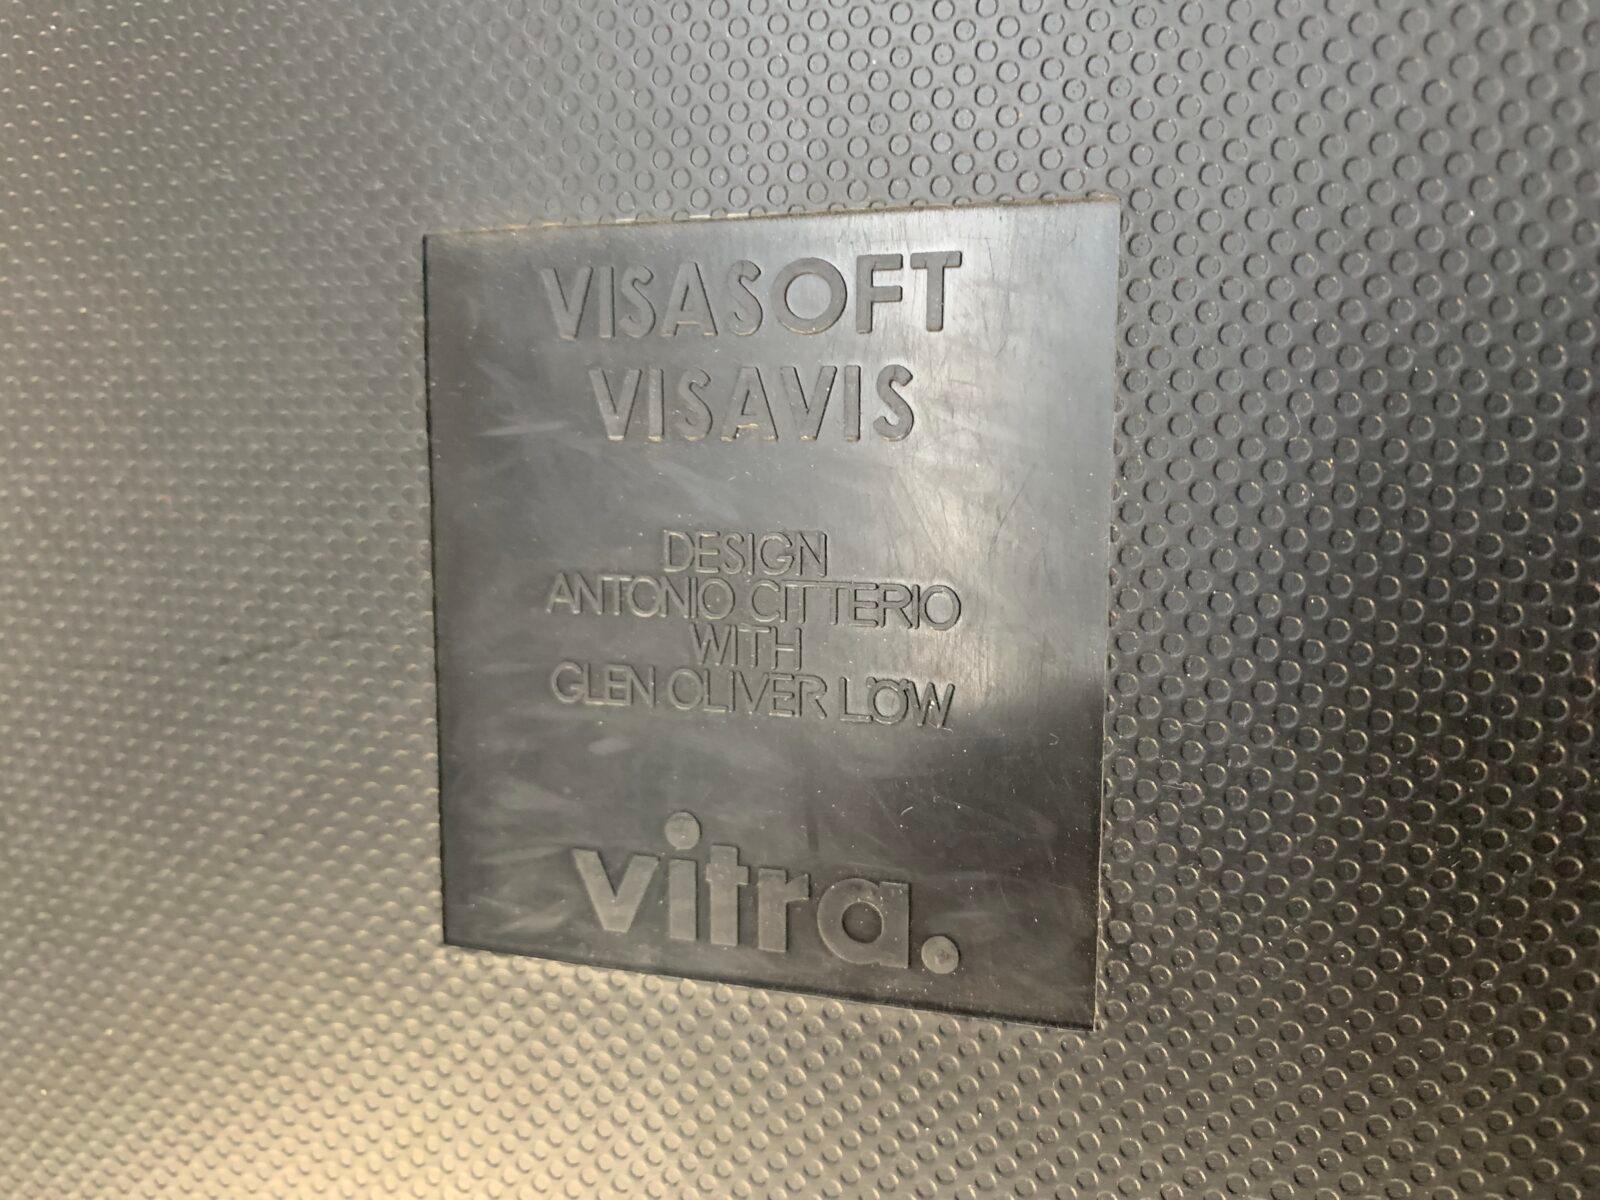 VISASOFT
VISAVIS
DESIGN
ANTONIO CITTERIO
WITH
GLEN OLIVER LÖW
vitra.